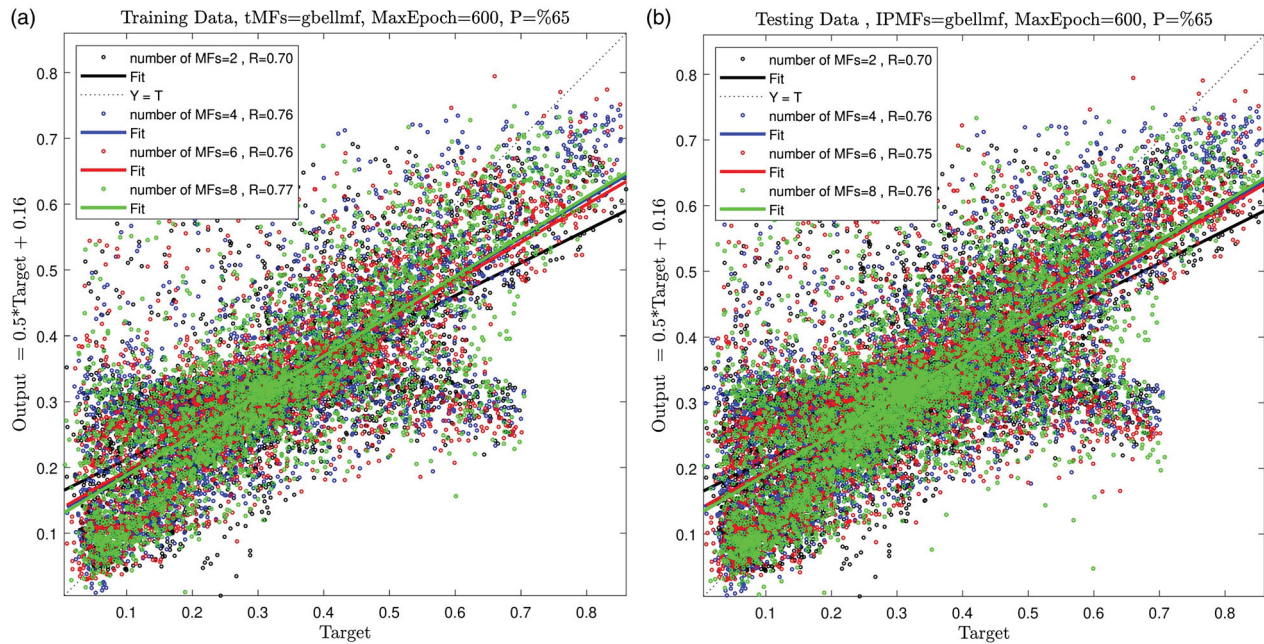 (a)
Training Data, tMFs=gbellmf, MaxEpoch=600, P=%65
number of MFs=2 , R=0.70
Fit
Y = T
number of MFs=4 , R=0.76
Fit
number of MFs=6 , R=0.76
Fit
number of MFs=8 , R=0.77
Fit
Output = 0.5*Target + 0.16
0.8
0.7
0.6
0.5
0.4
0.3
0.2
0.1
0.1 0.2 0.3 0.4 0.5 0.6 0.7 0.8
Target
(b)
Testing Data , IPMFs=gbellmf, MaxEpoch=600, P=%65
number of MFs=2 , R=0.70
Fit
Y = T
number of MFs=4 , R=0.76
Fit
number of MFs=6 , R=0.75
Fit
number of MFs=8 , R=0.76
Fit
Output = 0.5*Target + 0.16
0.8
0.7
0.6
0.5
0.4
0.3
0.2
0.1
0.1 0.2 0.3 0.4 0.5 0.6 0.7 0.8
Target